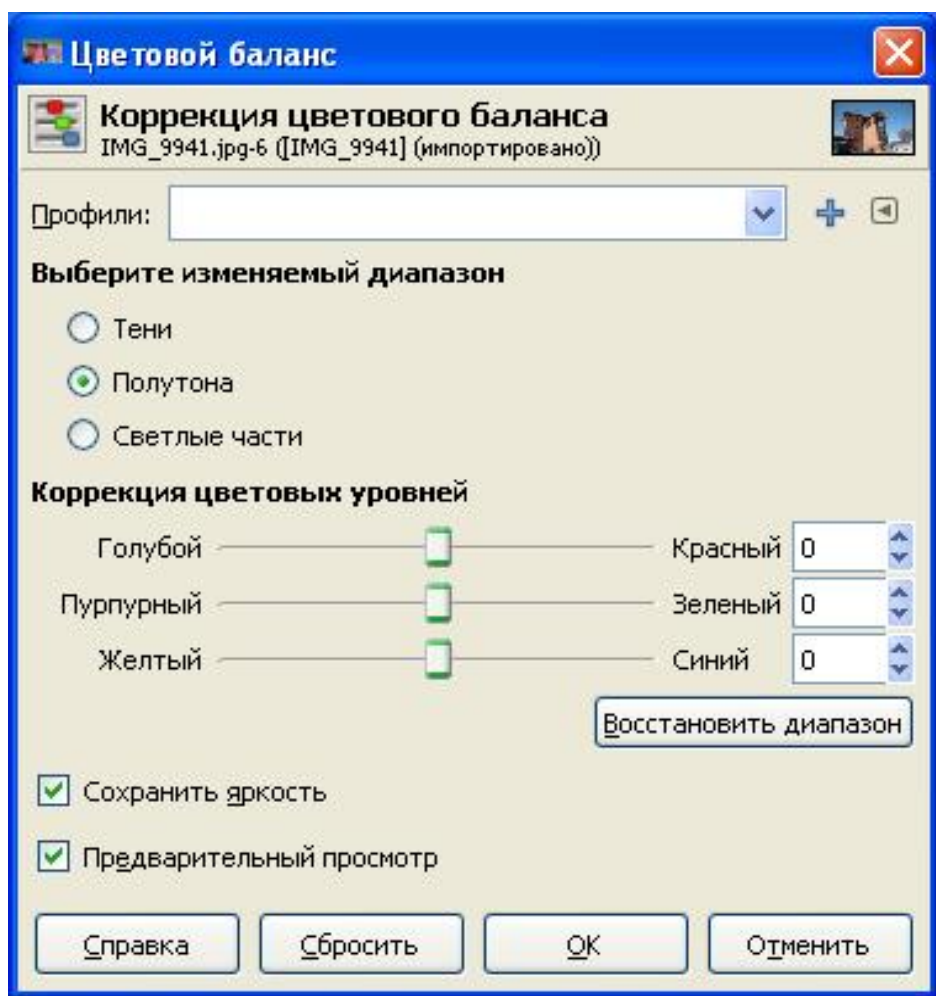 Цветовой баланс
Коррекция цветового баланса
IMG_9941.jpg-6 ([IMG_9941] (импортировано))
Профили:
Выберите изменяемый диапазон
Тени
Полутона
Светлые части
Коррекция цветовых уровней
Голубой Красный 0
Пурпурный Зеленый 0
Желтый Синий 0
Восстановить диапазон
Сохранить яркость
Предварительный просмотр
Справка Сбросить OK Отменить